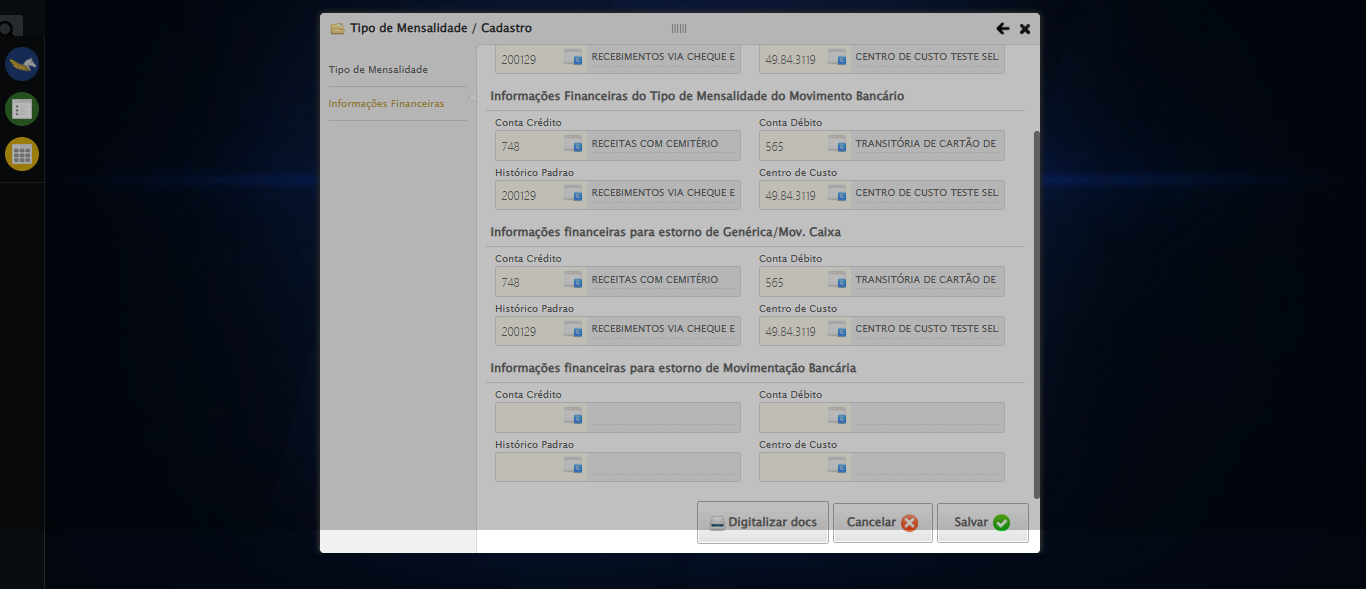 Tipo de Mensalidade / Cadastro
Tipo de Mensalidade
Informações Financeiras
200129 RECEBIMENTOS VIA CHEQUE E 49.84.3119 CENTRO DE CUSTO TESTE SEL
Informações Financeiras do Tipo de Mensalidade do Movimento Bancário
Conta Crédito Conta Débito
748 RECEITAS COM CEMITÉRIO 565 TRANSITÓRIA DE CARTÃO DE
Histórico Padrao Centro de Custo
200129 RECEBIMENTOS VIA CHEQUE E 49.84.3119 CENTRO DE CUSTO TESTE SEL
Informações financeiras para estorno de Genérica/Mov. Caixa
Conta Crédito Conta Débito
748 RECEITAS COM CEMITÉRIO 565 TRANSITÓRIA DE CARTÃO DE
Histórico Padrao Centro de Custo
200129 RECEBIMENTOS VIA CHEQUE E 49.84.3119 CENTRO DE CUSTO TESTE SEL
Informações financeiras para estorno de Movimentação Bancária
Conta Crédito Conta Débito
Histórico Padrao Centro de Custo
Digitalizar docs Cancelar Salvar